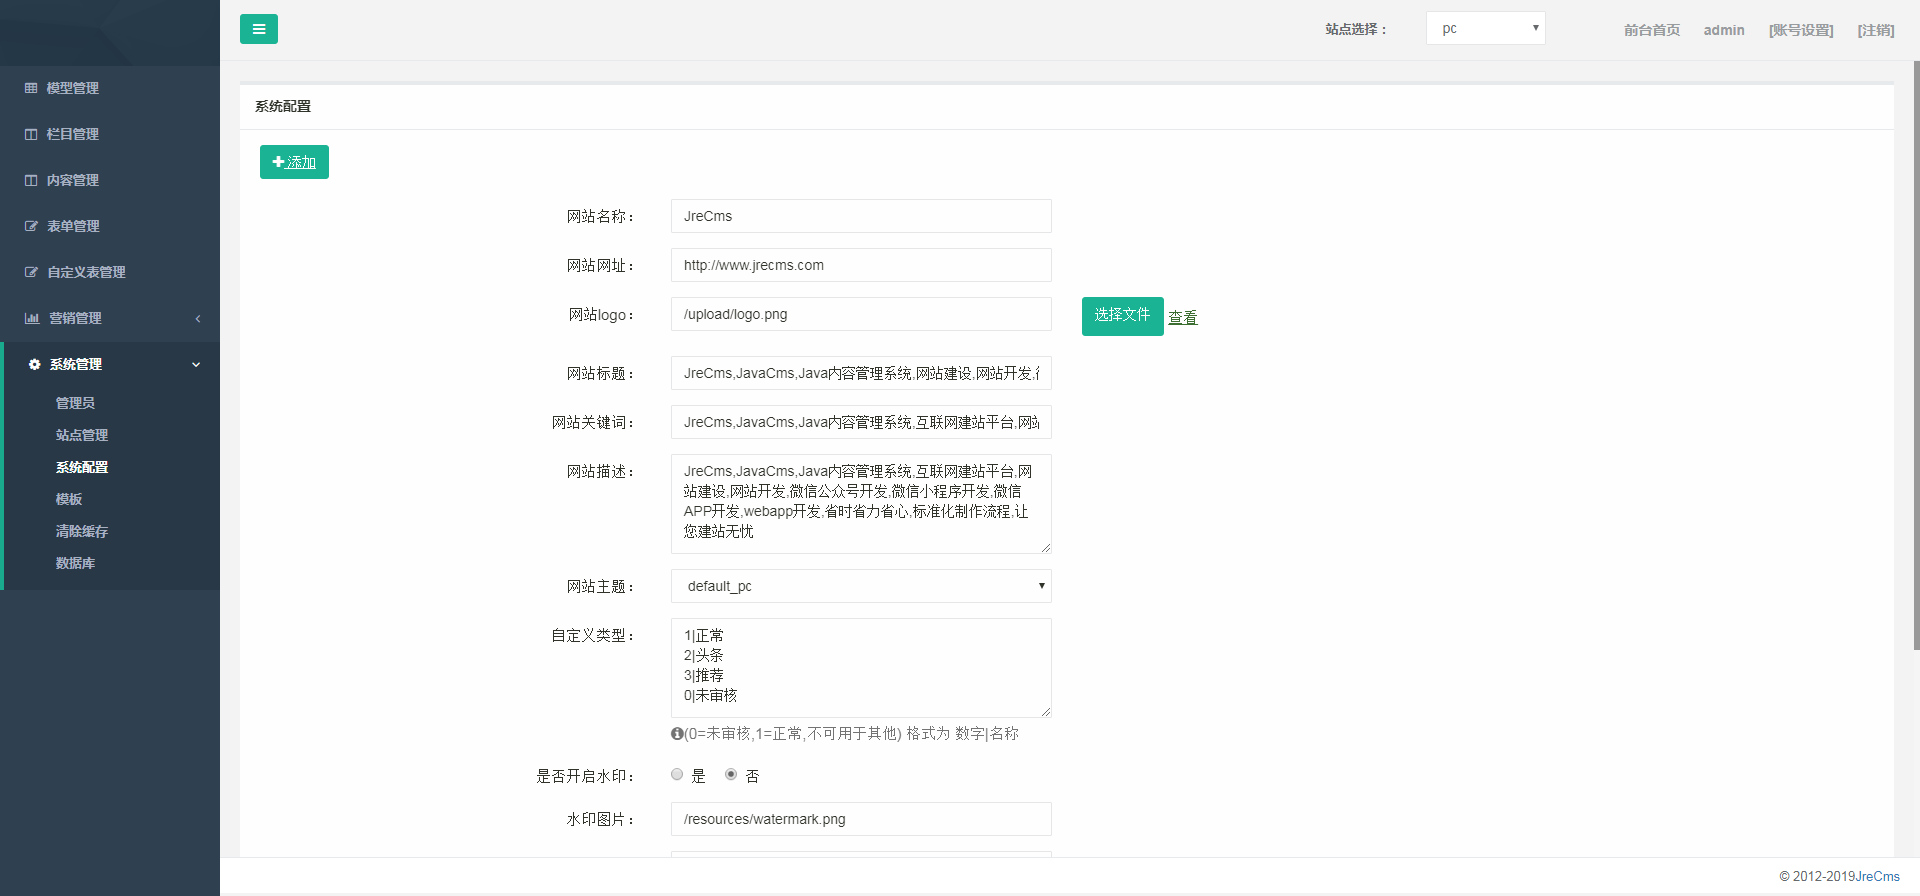 站点选择：
pc
前台首页
admin
[账号设置]
[注销]
模型管理
栏目管理
内容管理
表单管理
自定义表管理
营销管理
系统管理
管理员
站点管理
系统配置
模板
清除缓存
数据库
系统配置
添加
网站名称：
JreCms
网站网址：
http://www.jrecms.com
网站logo：
/upload/logo.png
选择文件
查看
网站标题：
JreCms,JavaCms,Java内容管理系统,网站建设,网站开发,
网站关键词：
JreCms,JavaCms,Java内容管理系统,互联网建站平台,网站
网站描述：
JreCms,JavaCms,Java内容管理系统,互联网建站平台,网
站建设,网站开发,微信公众号开发,微信小程序开发,微信
APP开发,webapp开发,省时省力省心,标准化制作流程,让
您建站无忧
网站主题：
default_pc
自定义类型：
1|正常
2|头条
3|推荐
0|未审核
(0=未审核,1=正常,不可用于其他) 格式为 数字|名称
是否开启水印：
是
否
水印图片：
/resources/watermark.png
© 2012-2019JreCms